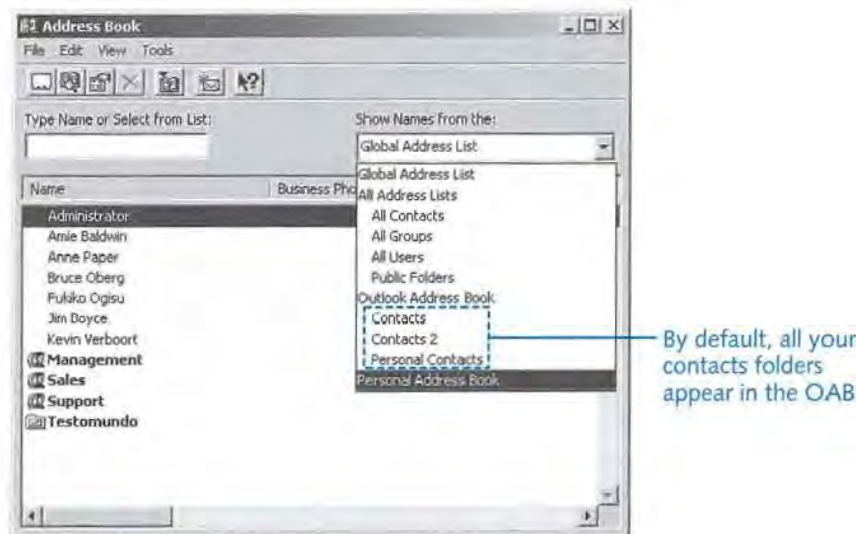 Address Book
File Edit View Tools
Type Name or Select from List:
Show Names from the:
Global Address List
Name
Business Pho
Global Address List
All Address Lists
All Contacts
All Groups
All Users
Public Folders
Outlook Address Book
Contacts
Contacts 2
Personal Contacts
Personal Address Book
Administrator
Amie Baldwin
Anne Paper
Bruce Oberg
Fukiko Ogisu
Jim Boyce
Kevin Verboort
Management
Sales
Support
Testomundo
By default, all your
contacts folders
appear in the OAB